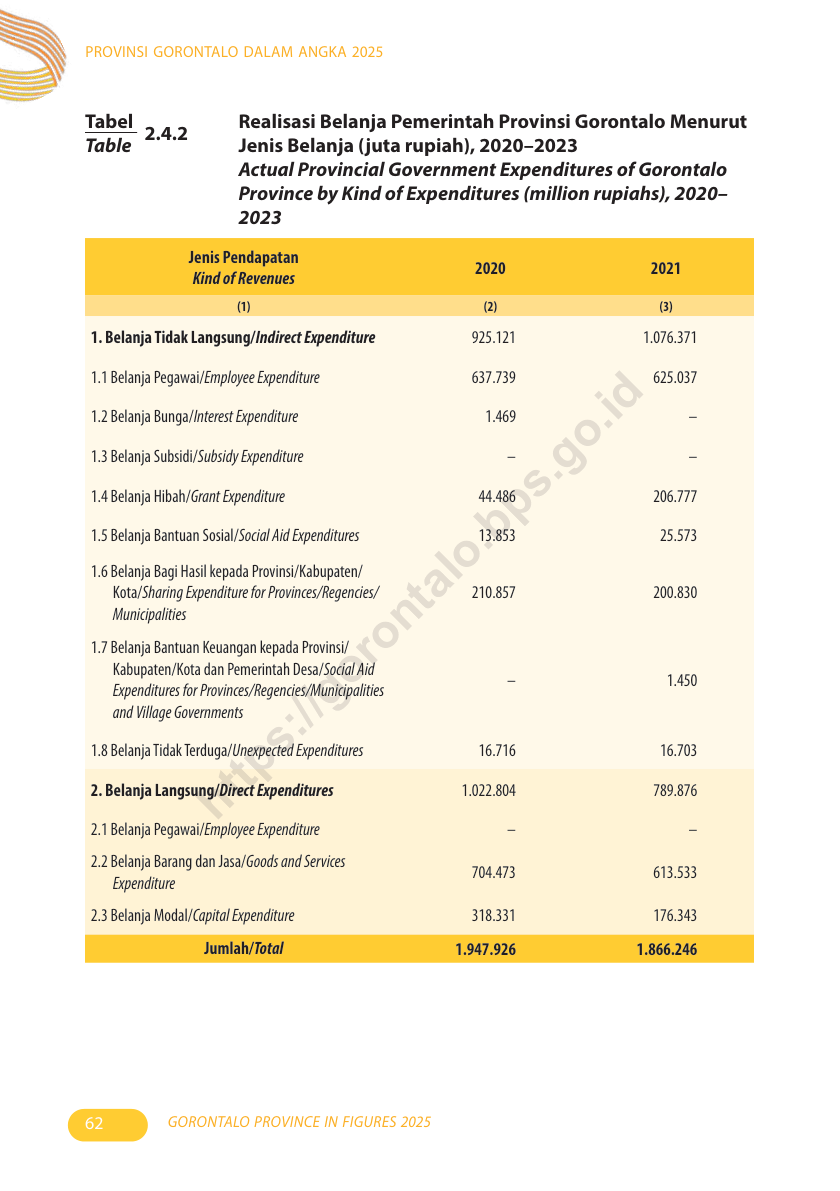 PROVINSI GORONTALO DALAM ANGKA 2025
Tabel
Table
2.4.2
Realisasi Belanja Pemerintah Provinsi Gorontalo Menurut
Jenis Belanja (juta rupiah), 2020–2023
Actual Provincial Government Expenditures of Gorontalo
Province by Kind of Expenditures (million rupiahs), 2020–
2023
Jenis Pendapatan
Kind of Revenues
2020 2021
(1) (2) (3)
1. Belanja Tidak Langsung/Indirect Expenditure 925.121 1.076.371
1.1 Belanja Pegawai/Employee Expenditure 637.739 625.037
1.2 Belanja Bunga/Interest Expenditure 1.469 –
1.3 Belanja Subsidi/Subsidy Expenditure – –
1.4 Belanja Hibah/Grant Expenditure 44.486 206.777
1.5 Belanja Bantuan Sosial/Social Aid Expenditures 13.853 25.573
1.6 Belanja Bagi Hasil kepada Provinsi/Kabupaten/
Kota/Sharing Expenditure for Provinces/Regencies/
Municipalities
210.857 200.830
1.7 Belanja Bantuan Keuangan kepada Provinsi/
Kabupaten/Kota dan Pemerintah Desa/Social Aid
Expenditures for Provinces/Regencies/Municipalities
and Village Governments
– 1.450
1.8 Belanja Tidak Terduga/Unexpected Expenditures 16.716 16.703
2. Belanja Langsung/Direct Expenditures 1.022.804 789.876
2.1 Belanja Pegawai/Employee Expenditure – –
2.2 Belanja Barang dan Jasa/Goods and Services
Expenditure
704.473 613.533
2.3 Belanja Modal/Capital Expenditure 318.331 176.343
Jumlah/Total 1.947.926 1.866.246
https://gorontalo.bps.go.id
62
GORONTALO PROVINCE IN FIGURES 2025